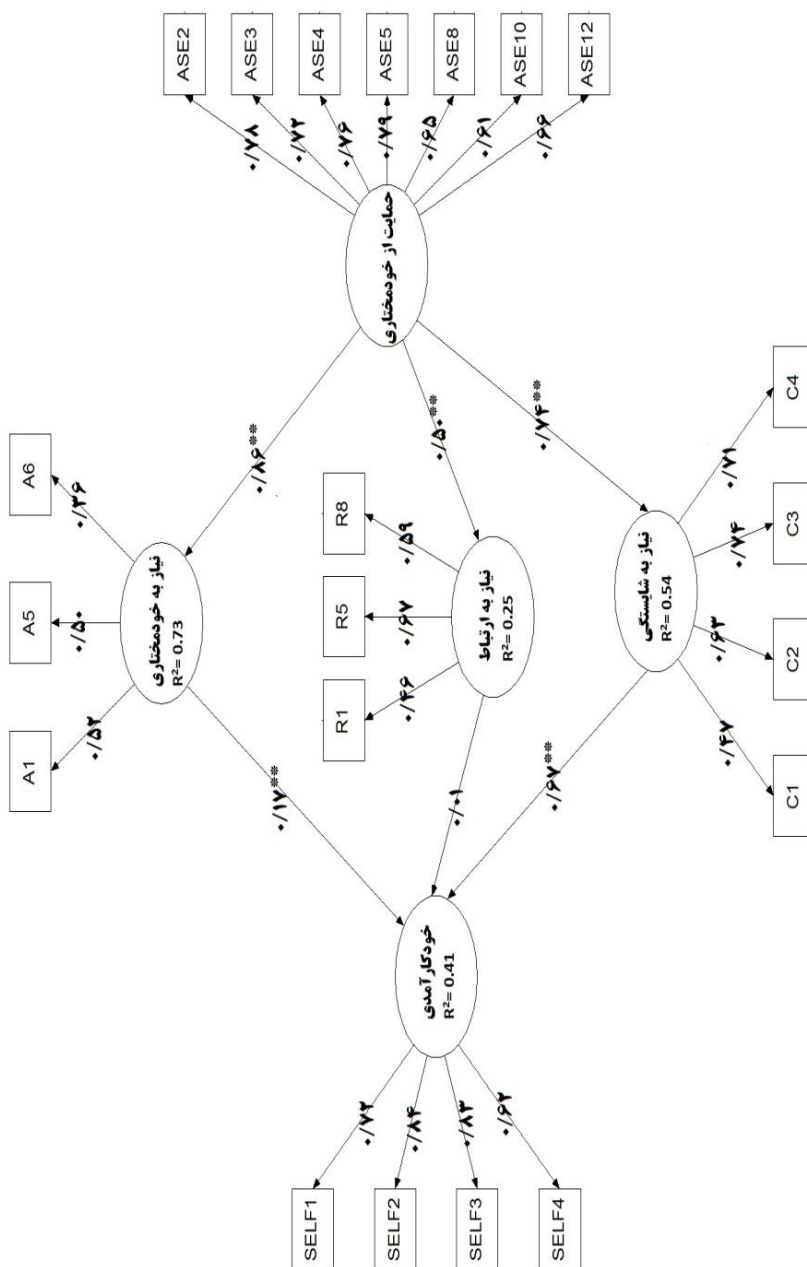 ASE2
ASE3
ASE4
ASE5
ASE8
ASE10
ASE12
۰/۷۸
۰/۷۲
۰/۷۶
۰/۷۹
۰/۶۵
۰/۶۱
۰/۶۶
حمایت از خودمختاری
۰/۸۶**
۰/۵۰**
۰/۷۴**
A6
A5
A1
۰/۳۶
۰/۵۰
۰/۵۲
نیاز به خودمختاری
R²= 0.73
R8
R5
R1
۰/۵۹
۰/۶۷
۰/۴۶
نیاز به ارتباط
R²= 0.25
C4
C3
C2
C1
۰/۷۱
۰/۷۴
۰/۶۳
۰/۴۷
نیاز به شایستگی
R²= 0.54
۰/۱۷**
۰/۰۱
۰/۶۷**
خودکارآمدی
R²= 0.41
۰/۷۲
۰/۸۴
۰/۸۳
۰/۶۲
SELF1
SELF2
SELF3
SELF4